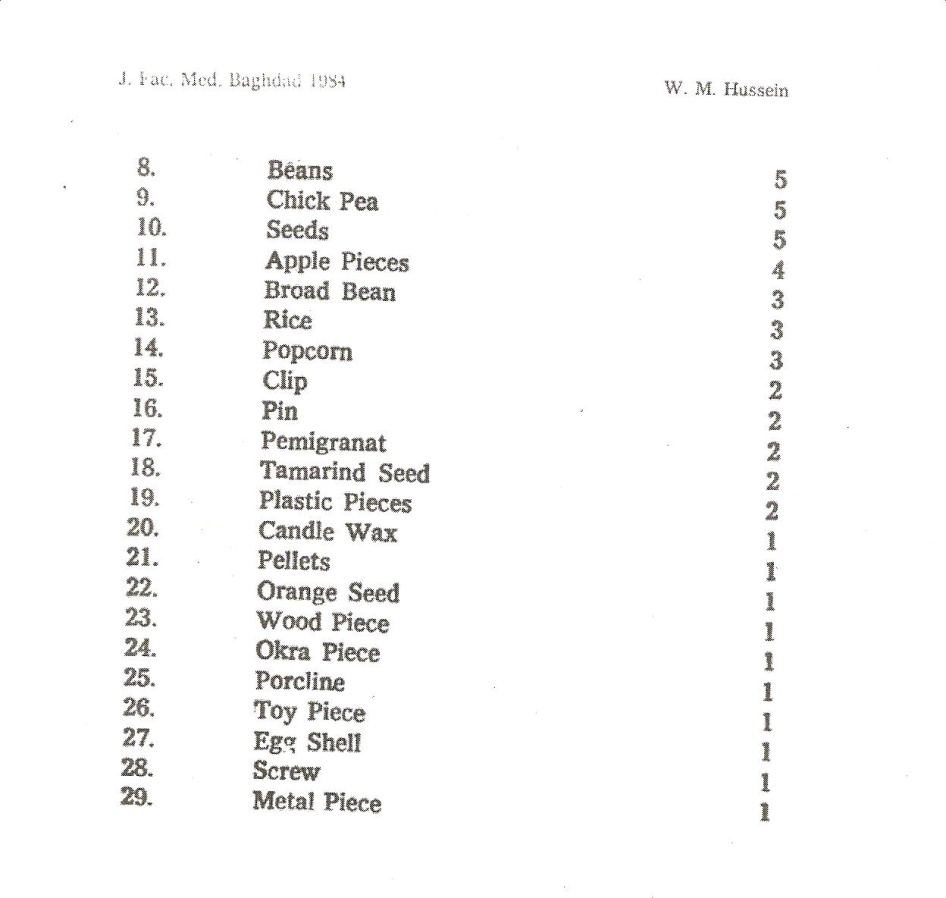 J. Fac. Med. Baghdad 1984
W. M. Hussein
8. Beans 5
9. Chick Pea 5
10. Seeds 5
11. Apple Pieces 4
12. Broad Bean 3
13. Rice 3
14. Popcorn 3
15. Clip 2
16. Pin 2
17. Pemigranat 2
18. Tamarind Seed 2
19. Plastic Pieces 2
20. Candle Wax 1
21. Pellets 1
22. Orange Seed 1
23. Wood Piece 1
24. Okra Piece 1
25. Porcline 1
26. Toy Piece 1
27. Egg Shell 1
28. Screw 1
29. Metal Piece 1